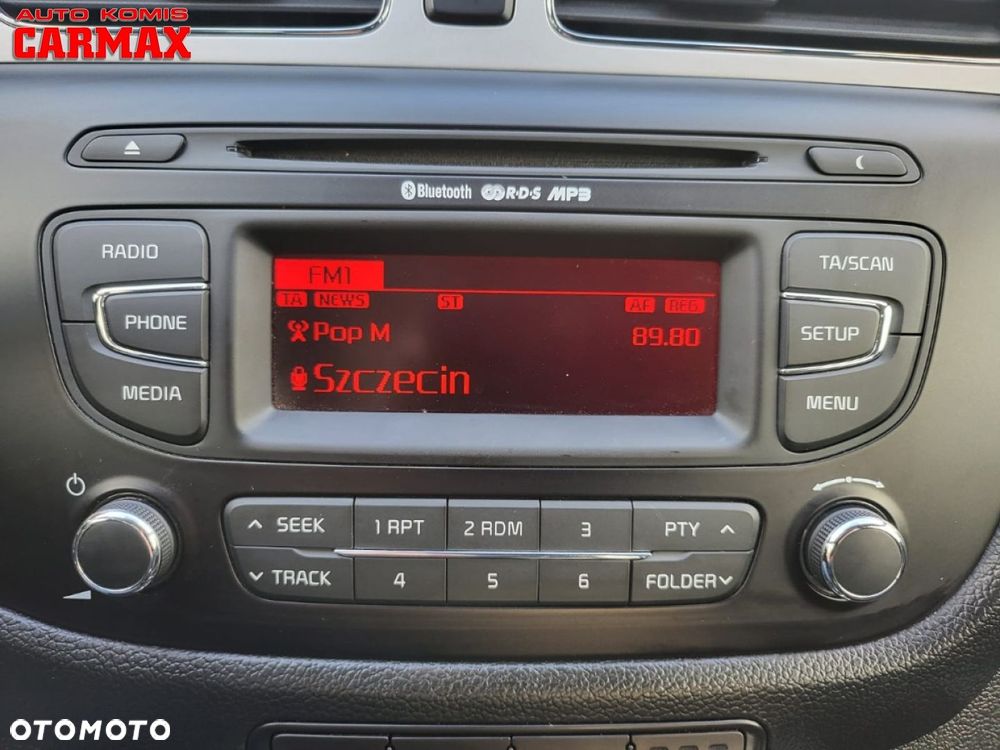 AUTO KOMIS
CARMAX
Bluetooth R·D·S MP3
RADIO
PHONE
MEDIA
FM1
TA NEWS ST AF REG
Pop M 89.80
Szczecin
TA/SCAN
SETUP
MENU
SEEK 1 RPT 2 RDM 3 PTY
TRACK 4 5 6 FOLDER
OTOMOTO